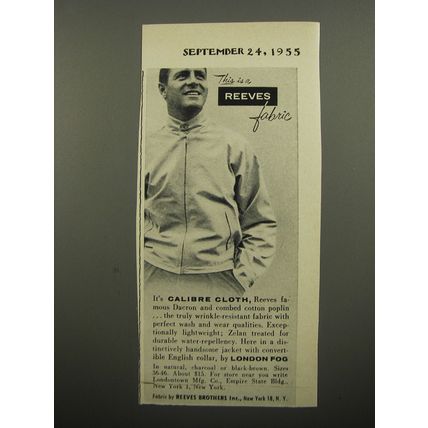 SEPTEMBER 24, 1955
This is a
REEVES
fabric
It's CALIBRE CLOTH, Reeves fa-
mous Dacron and combed cotton poplin
... the truly wrinkle-resistant fabric with
perfect wash and wear qualities. Excep-
tionally lightweight; Zelan treated for
durable water-repellency. Here in a dis-
tinctively handsome jacket with convert-
ible English collar, by LONDON FOG
In natural, charcoal or black-brown. Sizes
36-46. About $15. For store near you write
Londontown Mfg. Co., Empire State Bldg.,
New York 1, New York.
Fabric by REEVES BROTHERS Inc., New York 18, N. Y.